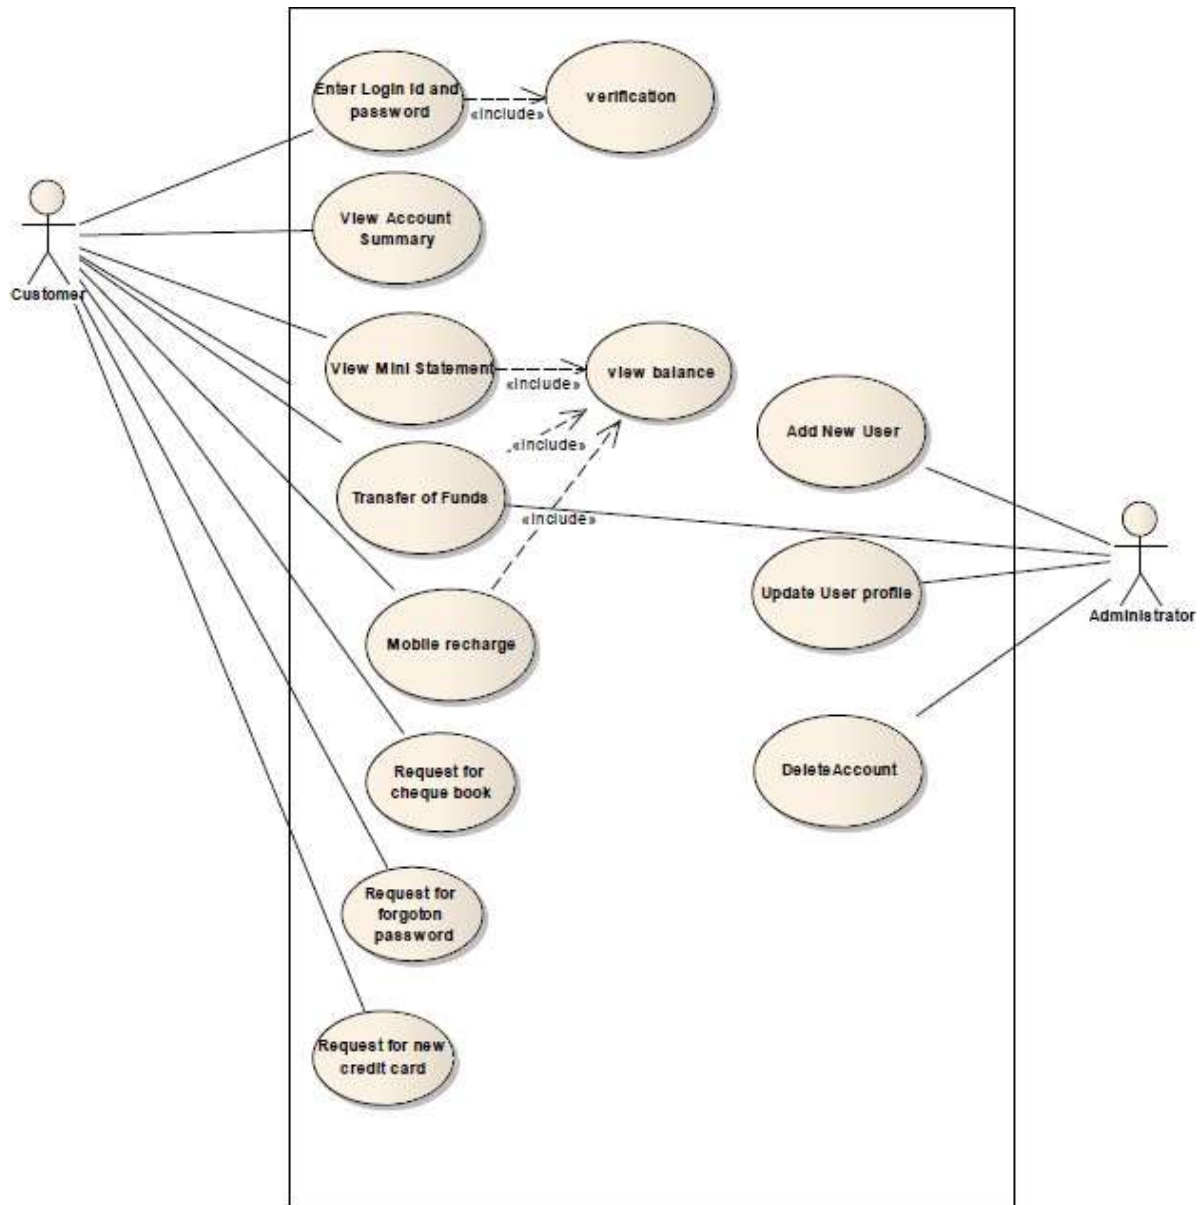 Enter Login id and
password
«include»
verification
View Account
Summary
Customer
View Mini Statement
«include»
view balance
«include»
Add New User
Transfer of Funds
«include»
Update User profile
Administrator
Mobile recharge
Request for
cheque book
DeleteAccount
Request for
forgoton
password
Request for new
credit card